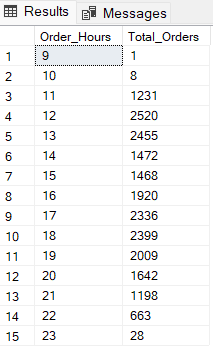 Results Messages
Order_Hours Total_Orders
1 9 1
2 10 8
3 11 1231
4 12 2520
5 13 2455
6 14 1472
7 15 1468
8 16 1920
9 17 2336
10 18 2399
11 19 2009
12 20 1642
13 21 1198
14 22 663
15 23 28